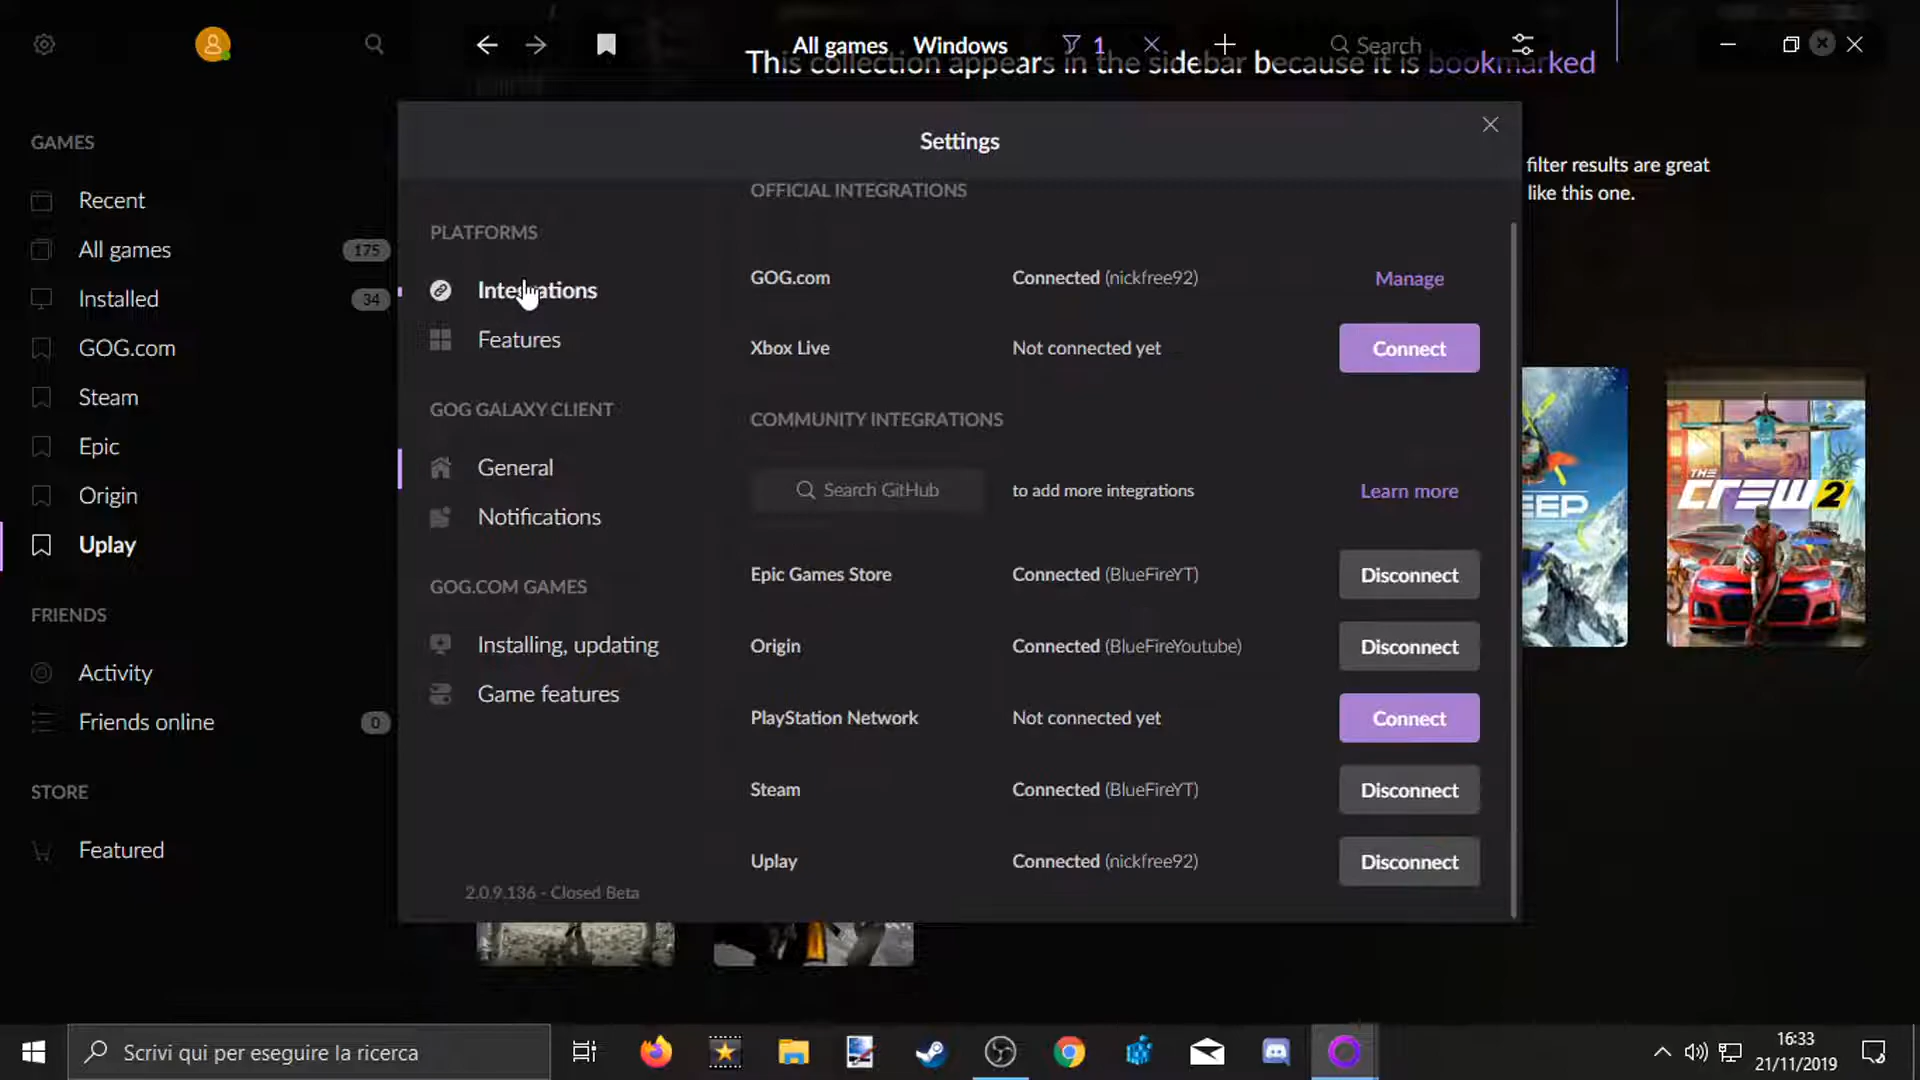 All games Windows 1 Search
This collection appears in the sidebar because it is bookmarked
filter results are great
like this one.
GAMES
Recent
All games 175
Installed 34
GOG.com
Steam
Epic
Origin
Uplay
FRIENDS
Activity
Friends online 0
STORE
Featured
Settings
PLATFORMS
Integrations
Features
GOG GALAXY CLIENT
General
Notifications
GOG.COM GAMES
Installing, updating
Game features
2.0.9.136 - Closed Beta
OFFICIAL INTEGRATIONS
GOG.com Connected (nickfree92) Manage
Xbox Live Not connected yet Connect
COMMUNITY INTEGRATIONS
Search GitHub to add more integrations Learn more
Epic Games Store Connected (BlueFireYT) Disconnect
Origin Connected (BlueFireYoutube) Disconnect
PlayStation Network Not connected yet Connect
Steam Connected (BlueFireYT) Disconnect
Uplay Connected (nickfree92) Disconnect
EEP
THE
CREW 2
Scrivi qui per eseguire la ricerca
16:33
21/11/2019